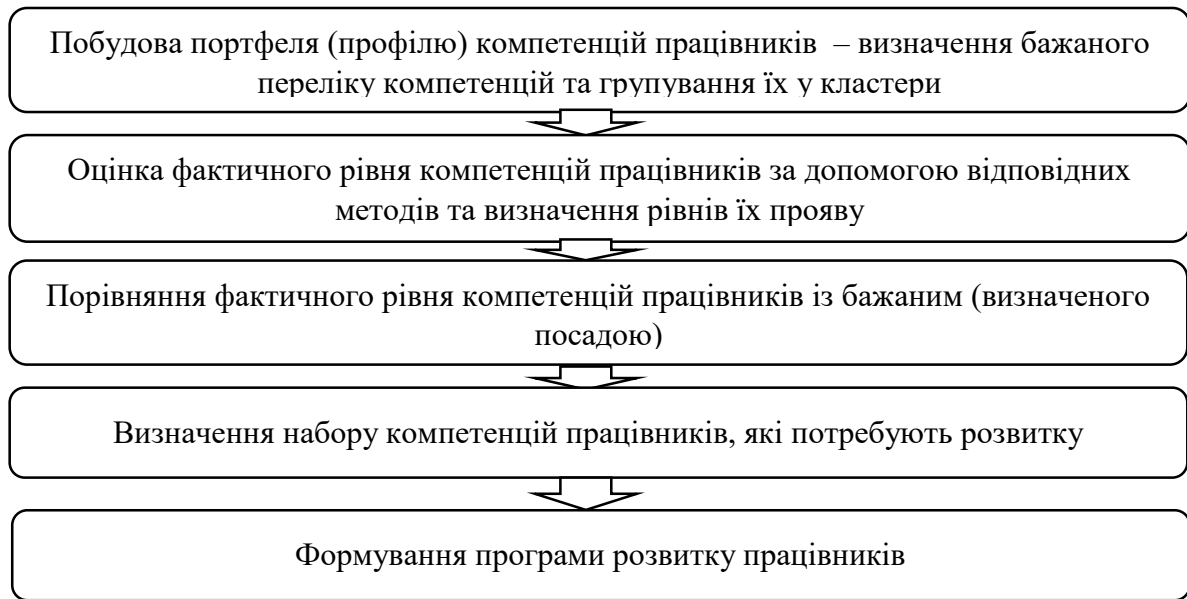 Побудова портфеля (профілю) компетенцій працівників – визначення бажаного
переліку компетенцій та групування їх у кластери
Оцінка фактичного рівня компетенцій працівників за допомогою відповідних
методів та визначення рівнів їх прояву
Порівняння фактичного рівня компетенцій працівників із бажаним (визначеного
посадою)
Визначення набору компетенцій працівників, які потребують розвитку
Формування програми розвитку працівників